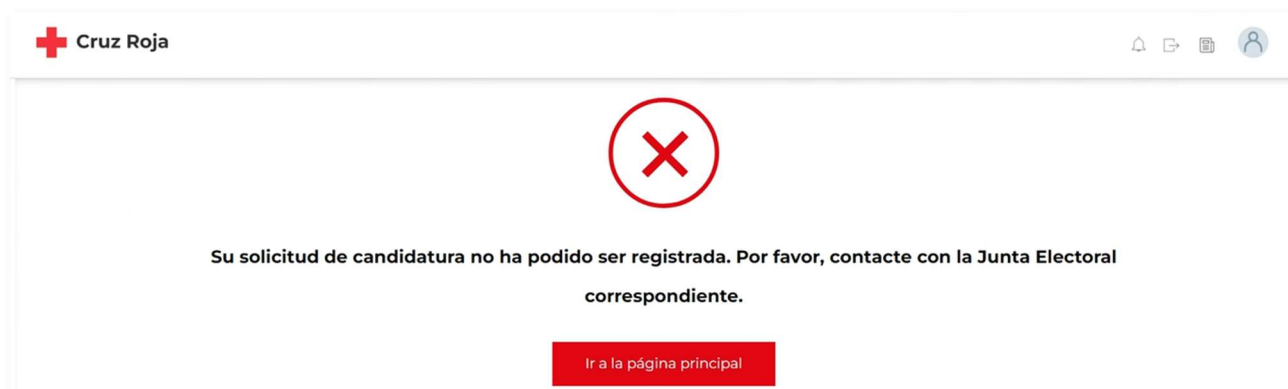 Cruz Roja
Su solicitud de candidatura no ha podido ser registrada. Por favor, contacte con la Junta Electoral
correspondiente.
Ir a la página principal